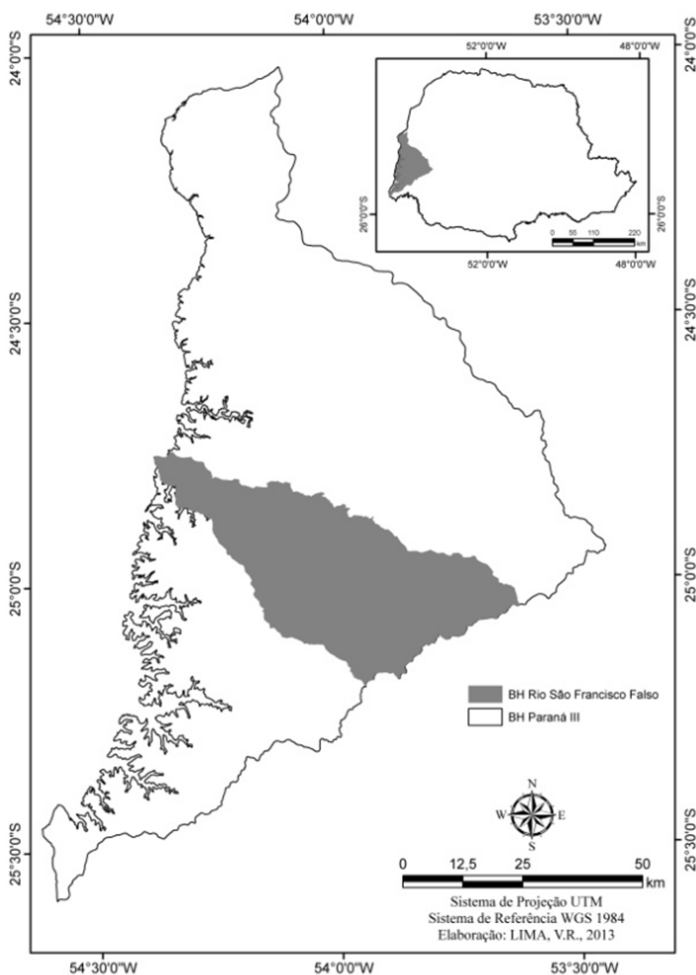 54°30'0"W 54°0'0"W 53°30'0"W
24°0'0"S 24°0'0"S
52°0'0"W 48°0'0"W
26°0'0"S 26°0'0"S
0 55 110 220
km
52°0'0"W 48°0'0"W
24°30'0"S 24°30'0"S
25°0'0"S 25°0'0"S
BH Rio São Francisco Falso
BH Paraná III
N
W E
S
25°30'0"S 25°30'0"S
0 12,5 25 50
km
Sistema de Projeção UTM
Sistema de Referência WGS 1984
Elaboração: LIMA, V.R., 2013
54°30'0"W 54°0'0"W 53°30'0"W